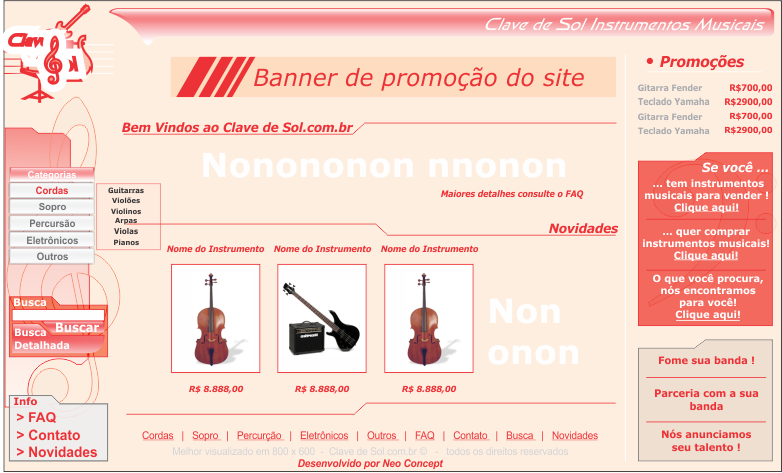 Clave
Clave de Sol Instrumentos Musicais
Banner de promoção do site
• Promoções
Gitarra Fender R$700,00
Teclado Yamaha R$2900,00
Gitarra Fender R$700,00
Teclado Yamaha R$2900,00
Bem Vindos ao Clave de Sol.com.br
Nonononon nnonon
Maiores detalhes consulte o FAQ
Categorias
Cordas
Sopro
Percursão
Eletrônicos
Outros
Guitarras
Violões
Violinos
Arpas
Violas
Pianos
Novidades
Nome do Instrumento Nome do Instrumento Nome do Instrumento
Non
onon
R$ 8.888,00 R$ 8.888,00 R$ 8.888,00
Busca
Buscar
Busca
Detalhada
Info
> FAQ
> Contato
> Novidades
Se você ...
... tem instrumentos
musicais para vender !
Clique aqui!
... quer comprar
instrumentos musicais!
Clique aqui!
O que você procura,
nós encontramos
para você!
Clique aqui!
Fome sua banda !
Parceria com a sua
banda
Nós anunciamos
seu talento !
Cordas | Sopro | Percurção | Eletrônicos | Outros | FAQ | Contato | Busca | Novidades
Melhor visualizado em 800 x 600 - Clave de Sol.com.br © - todos os direitos reservados
Desenvolvido por Neo Concept